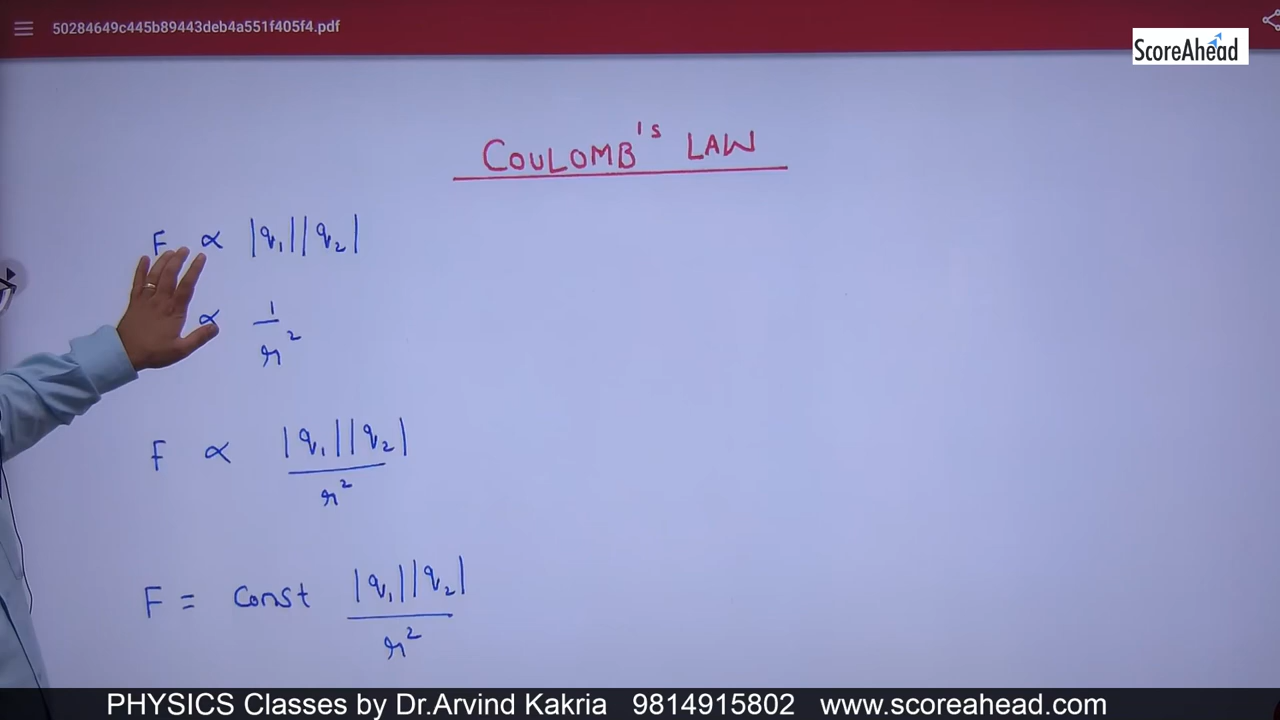 50284649c445b89443deb4a551f405f4.pdf
ScoreAhead
COULOMB'S LAW
F ∝ |q₁||q₂|
∝ 1/r²
F ∝ |q₁||q₂|/r²
F = Const |q₁||q₂|/r²
PHYSICS Classes by Dr.Arvind Kakria 9814915802 www.scoreahead.com